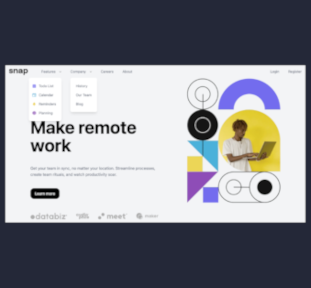 snap
Features
Company
Careers
About
Login
Register
Todo List
Calendar
Reminders
Planning
History
Our Team
Blog
Make remote
work
Get your team in sync, no matter your location. Streamline processes,
create team rituals, and watch productivity soar.
Learn more
databiz
meet